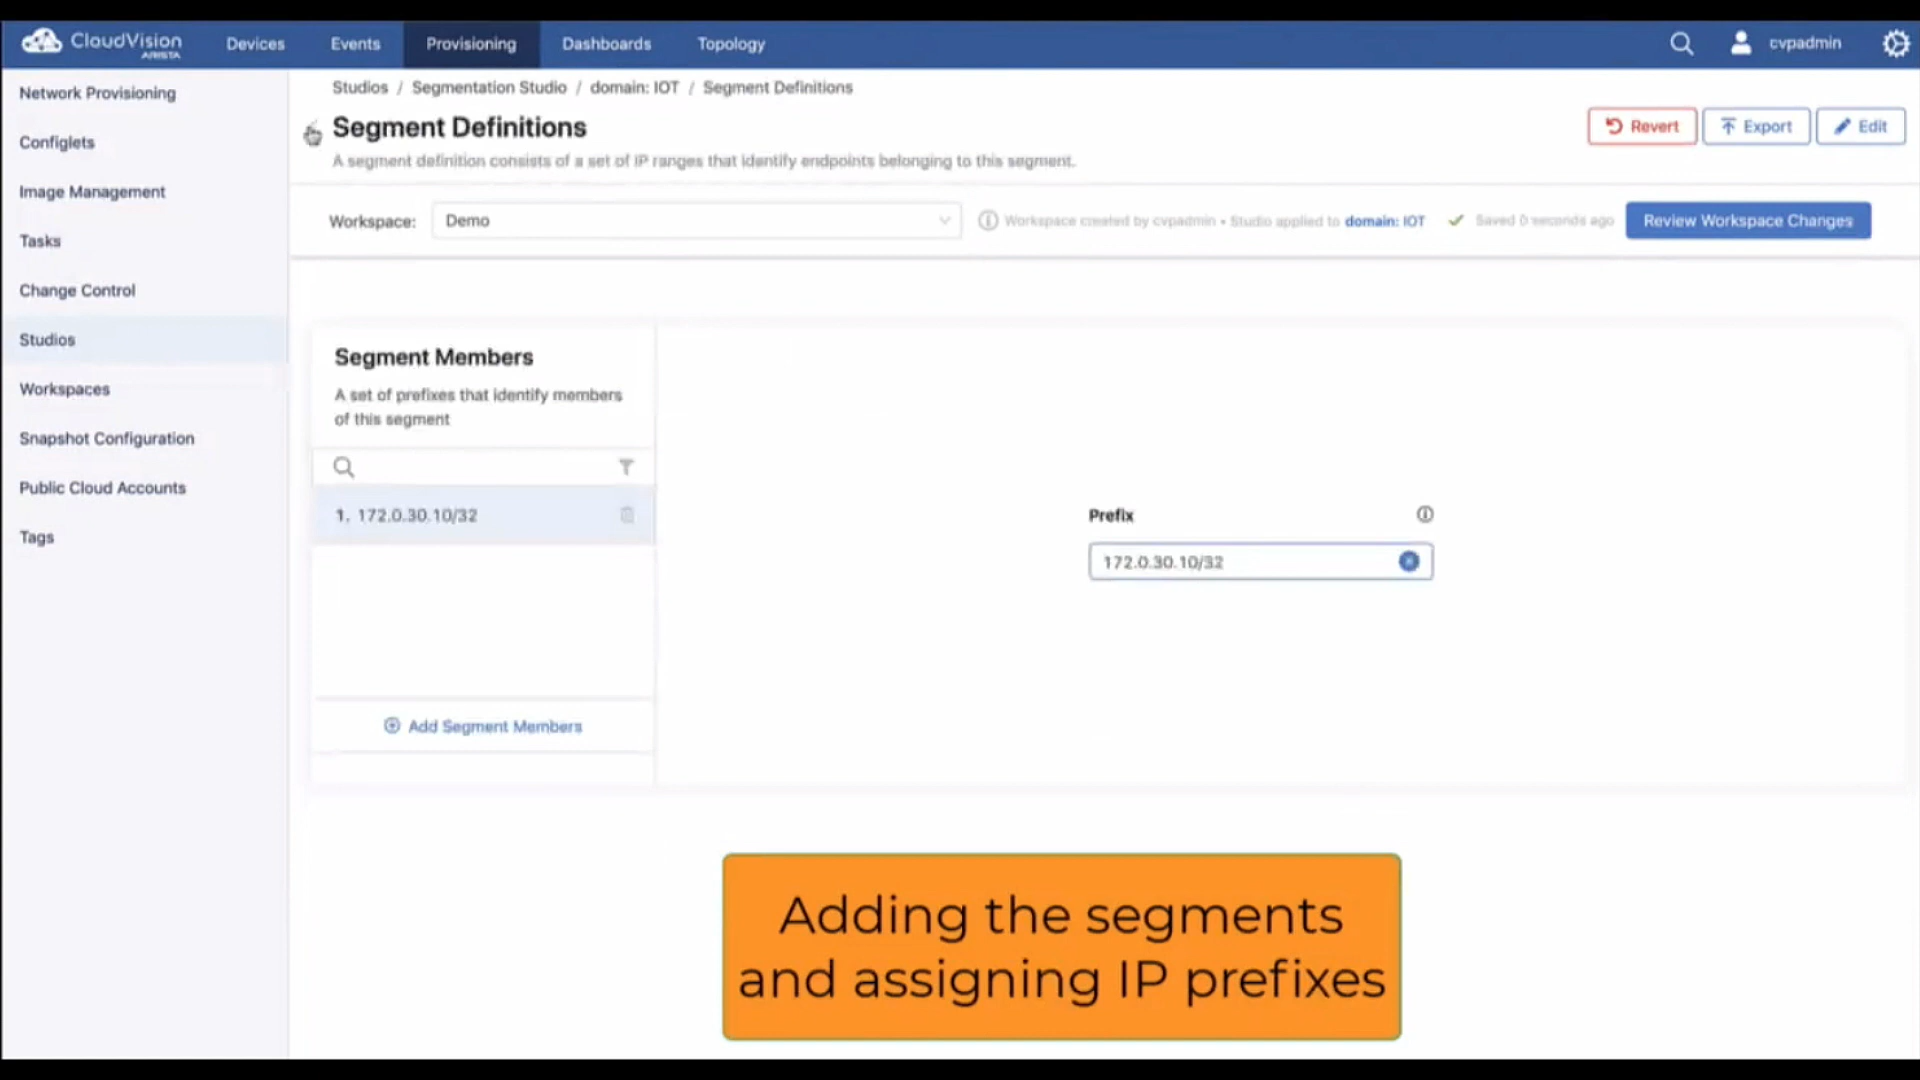 CloudVision
ARISTA
Devices
Events
Provisioning
Dashboards
Topology
cvpadmin
Network Provisioning
Configlets
Image Management
Tasks
Change Control
Studios
Workspaces
Snapshot Configuration
Public Cloud Accounts
Tags
Studios / Segmentation Studio / domain: IOT / Segment Definitions
Segment Definitions
A segment definition consists of a set of IP ranges that identify endpoints belonging to this segment.
Revert
Export
Edit
Workspace:
Demo
Workspace created by cvpadmin • Studio applied to domain: IOT
Saved 0 seconds ago
Review Workspace Changes
Segment Members
A set of prefixes that identify members
of this segment
1. 172.0.30.10/32
Add Segment Members
Prefix
172.0.30.10/32
Adding the segments
and assigning IP prefixes